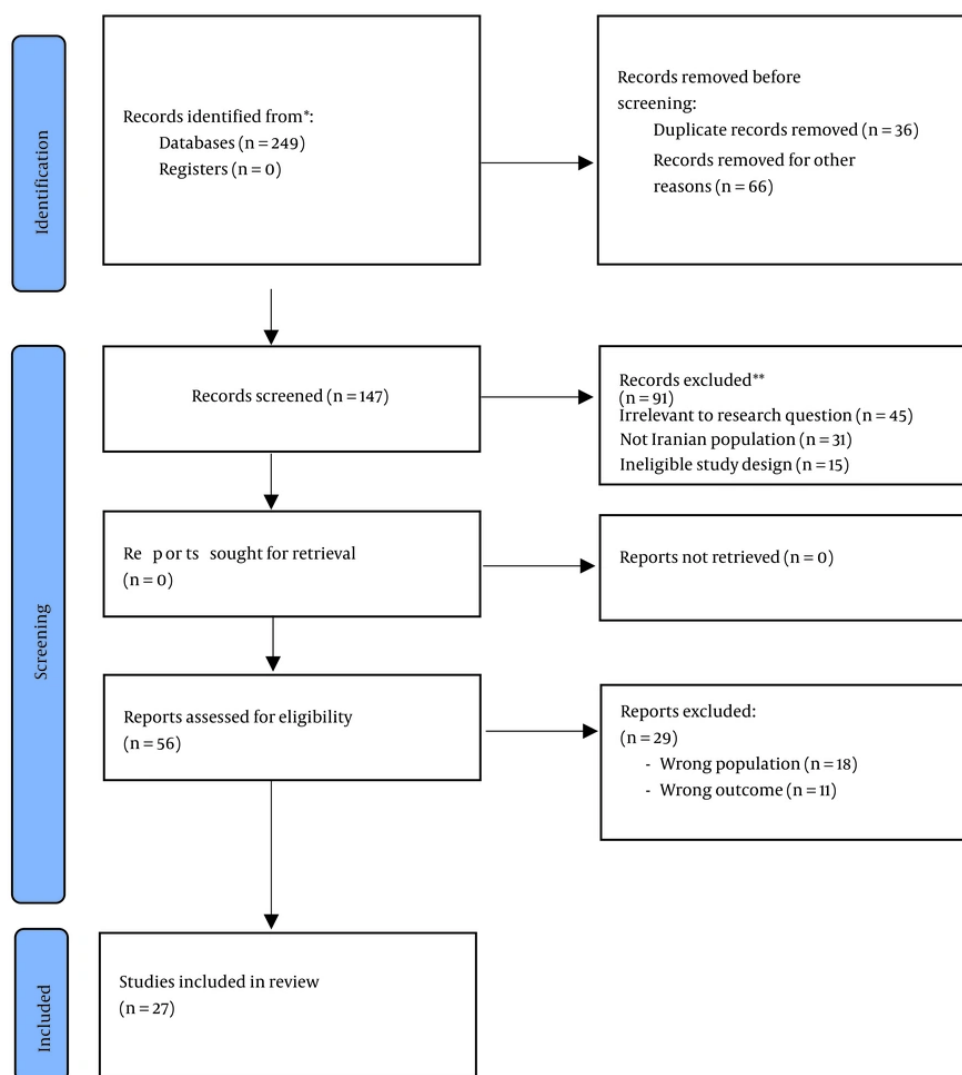 Identification
Records identified from*:
Databases (n = 249)
Registers (n = 0)
Records removed before
screening:
Duplicate records removed (n = 36)
Records removed for other
reasons (n = 66)
Screening
Records screened (n = 147)
Records excluded**
(n = 91)
Irrelevant to research question (n = 45)
Not Iranian population (n = 31)
Ineligible study design (n = 15)
Re p or ts sought for retrieval
(n = 0)
Reports not retrieved (n = 0)
Reports assessed for eligibility
(n = 56)
Reports excluded:
(n = 29)
- Wrong population (n = 18)
- Wrong outcome (n = 11)
Included
Studies included in review
(n = 27)